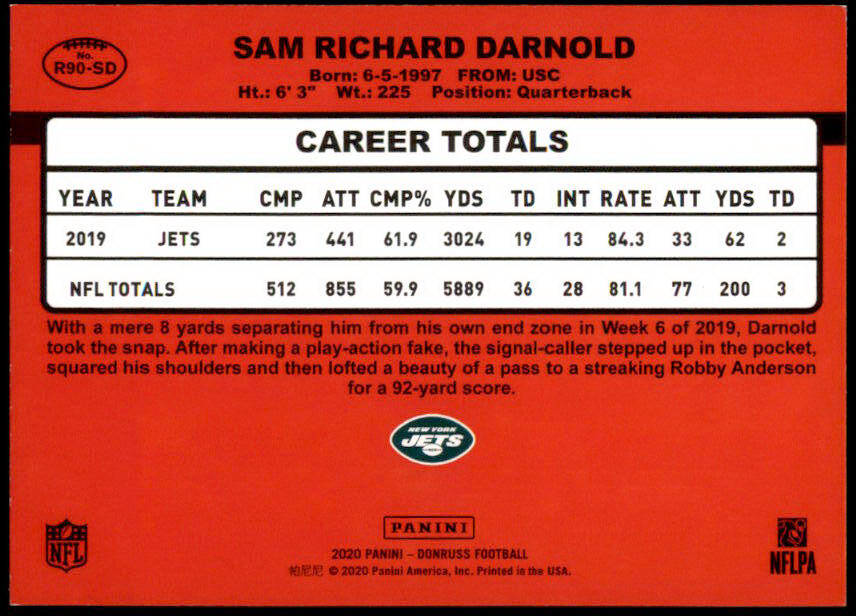 No.
R90-SD
SAM RICHARD DARNOLD
Born: 6-5-1997 FROM: USC
Ht.: 6' 3" Wt.: 225 Position: Quarterback
CAREER TOTALS
YEAR TEAM CMP ATT CMP% YDS TD INT RATE ATT YDS TD
2019 JETS 273 441 61.9 3024 19 13 84.3 33 62 2
NFL TOTALS 512 855 59.9 5889 36 28 81.1 77 200 3
With a mere 8 yards separating him from his own end zone in Week 6 of 2019, Darnold
took the snap. After making a play-action fake, the signal-caller stepped up in the pocket,
squared his shoulders and then lofted a beauty of a pass to a streaking Robby Anderson
for a 92-yard score.
NEW YORK
JETS
NFL
PANINI
2020 PANINI – DONRUSS FOOTBALL
帕尼尼 © 2020 Panini America, Inc. Printed in the USA.
NFLPA